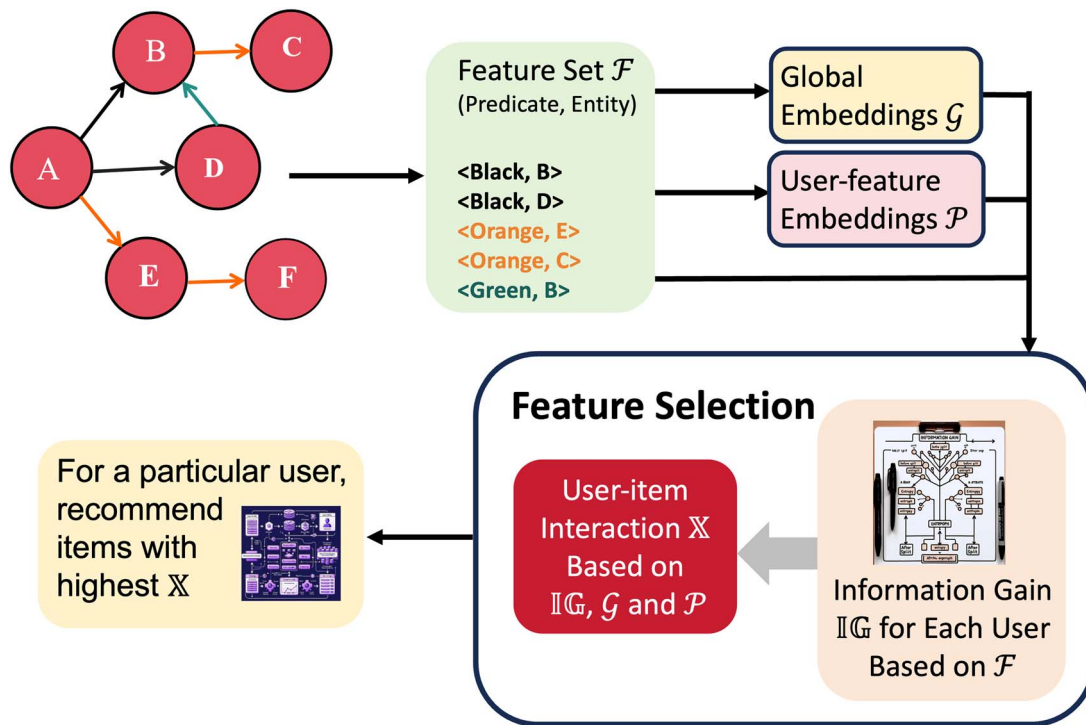 B
C
A
D
E
F
Feature Set ℱ
(Predicate, Entity)
<Black, B>
<Black, D>
<Orange, E>
<Orange, C>
<Green, B>
Global
Embeddings 𝒢
User-feature
Embeddings 𝒫
Feature Selection
INFORMATION GAIN
User-item
Interaction 𝕏
Based on
𝕀𝔾, 𝒢 and 𝒫
Information Gain
𝕀𝔾 for Each User
Based on ℱ
For a particular user,
recommend
items with
highest 𝕏